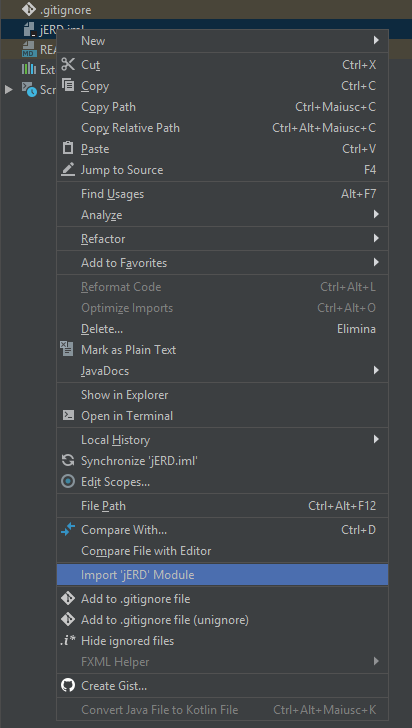 .gitignore
jERD.iml
REA
Ext
Scr
New
Cut Ctrl+X
Copy Ctrl+C
Copy Path Ctrl+Maiusc+C
Copy Relative Path Ctrl+Alt+Maiusc+C
Paste Ctrl+V
Jump to Source F4
Find Usages Alt+F7
Analyze
Refactor
Add to Favorites
Reformat Code Ctrl+Alt+L
Optimize Imports Ctrl+Alt+O
Delete... Elimina
Mark as Plain Text
JavaDocs
Show in Explorer
Open in Terminal
Local History
Synchronize 'jERD.iml'
Edit Scopes...
File Path Ctrl+Alt+F12
Compare With... Ctrl+D
Compare File with Editor
Import 'jERD' Module
Add to .gitignore file
Add to .gitignore file (unignore)
.i* Hide ignored files
FXML Helper
Create Gist...
Convert Java File to Kotlin File Ctrl+Alt+Maiusc+K